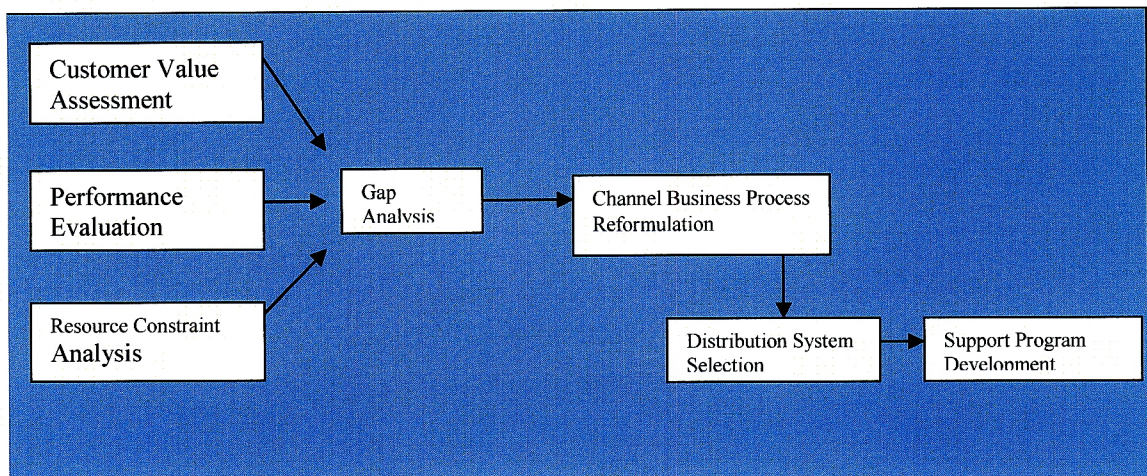 Customer Value
Assessment
Performance
Evaluation
Resource Constraint
Analysis
Gap
Analysis
Channel Business Process
Reformulation
Distribution System
Selection
Support Program
Development